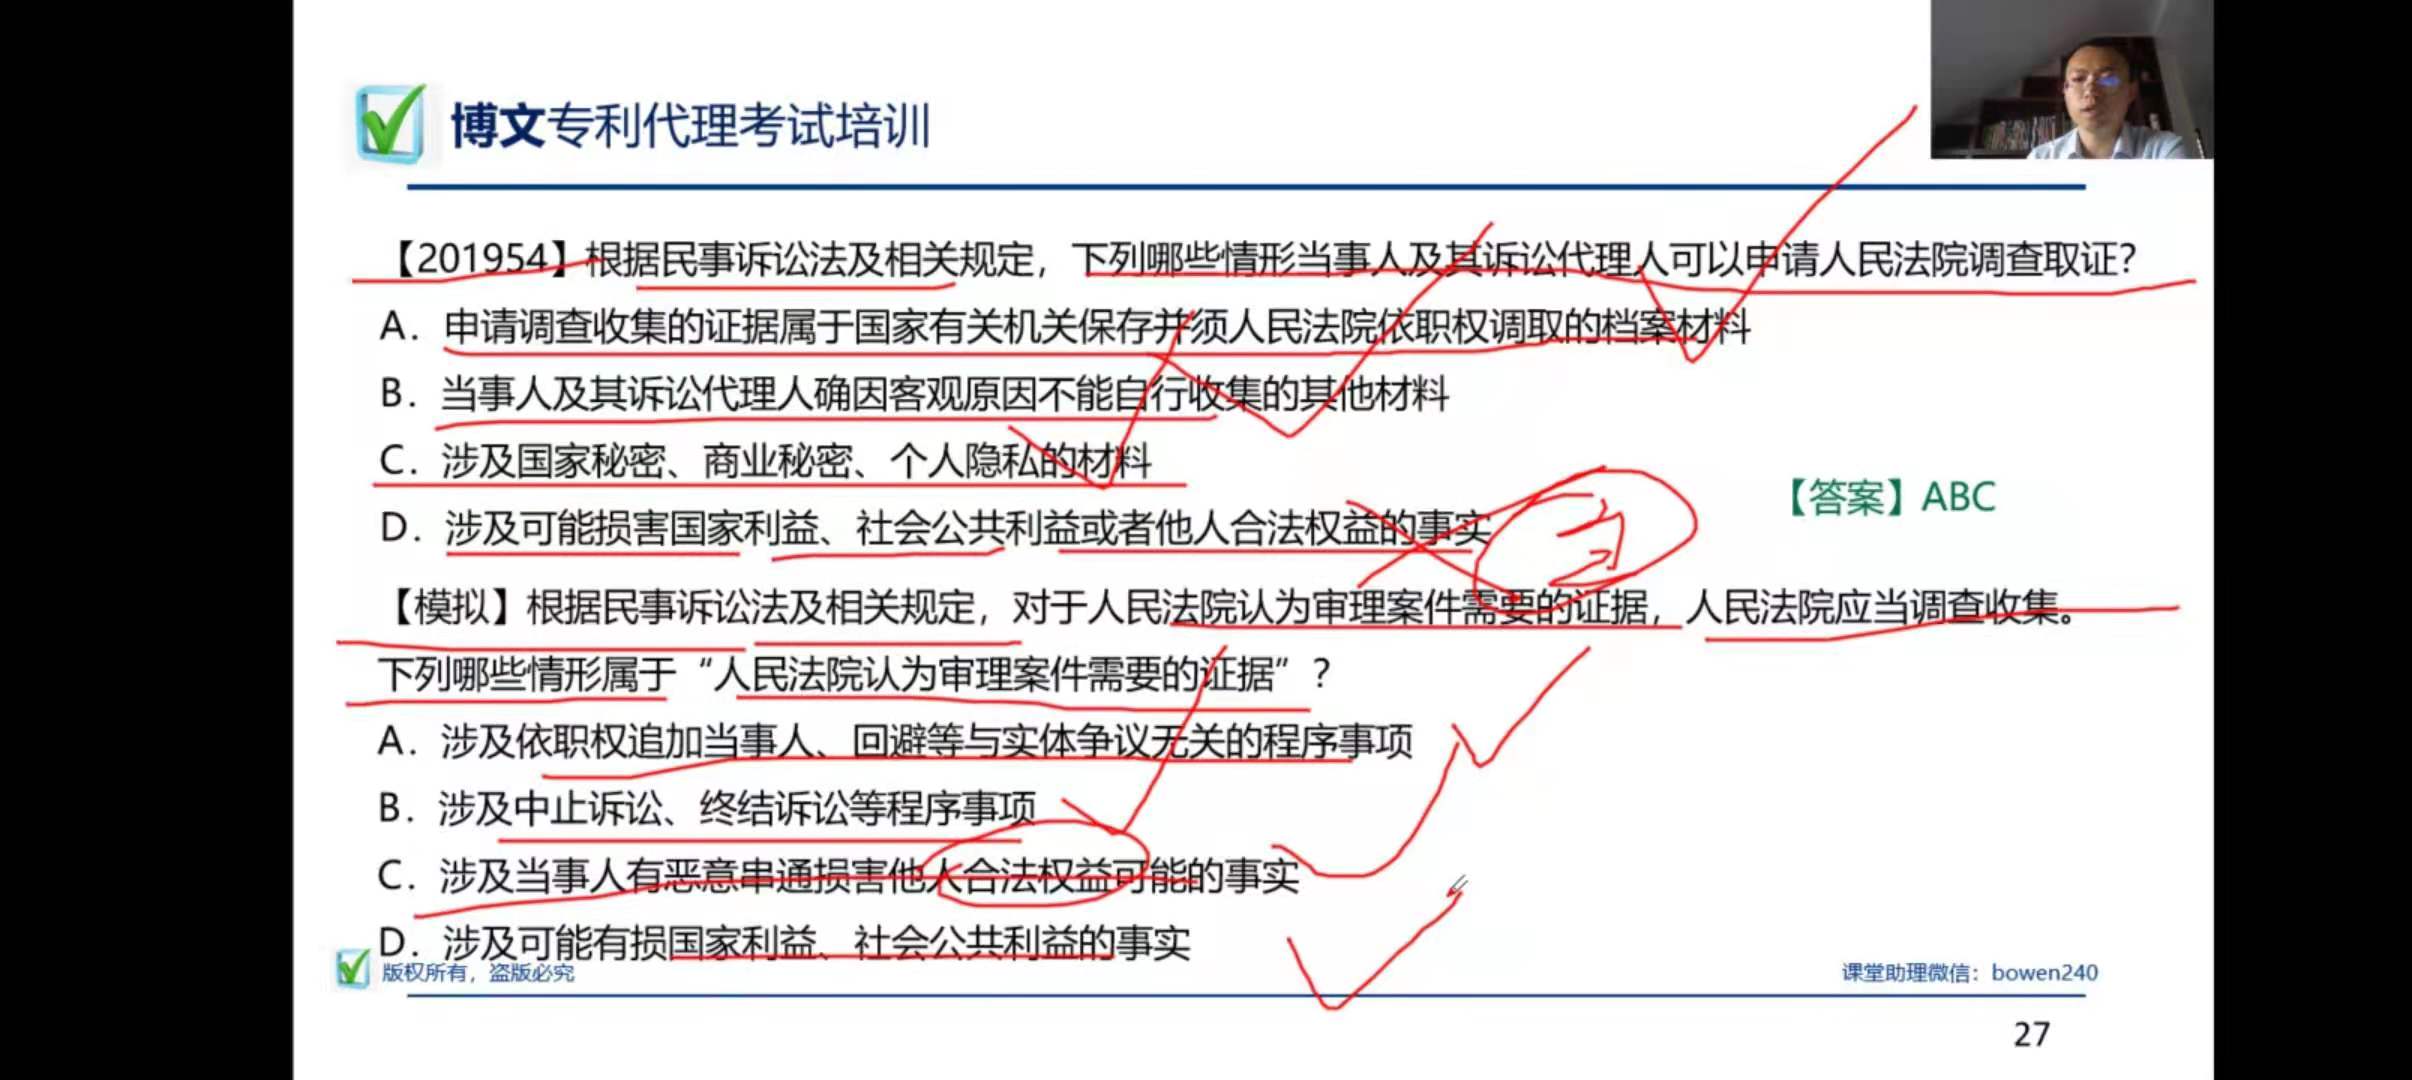 博文专利代理考试培训
【201954】根据民事诉讼法及相关规定，下列哪些情形当事人及其诉讼代理人可以申请人民法院调查取证？
A．申请调查收集的证据属于国家有关机关保存并须人民法院依职权调取的档案材料
B．当事人及其诉讼代理人确因客观原因不能自行收集的其他材料
C．涉及国家秘密、商业秘密、个人隐私的材料
【答案】ABC
D．涉及可能损害国家利益、社会公共利益或者他人合法权益的事实
【模拟】根据民事诉讼法及相关规定，对于人民法院认为审理案件需要的证据，人民法院应当调查收集。
下列哪些情形属于“人民法院认为审理案件需要的证据”？
A．涉及依职权追加当事人、回避等与实体争议无关的程序事项
B．涉及中止诉讼、终结诉讼等程序事项
C．涉及当事人有恶意串通损害他人合法权益可能的事实
D．涉及可能有损国家利益、社会公共利益的事实
版权所有，盗版必究
课堂助理微信：bowen240
27